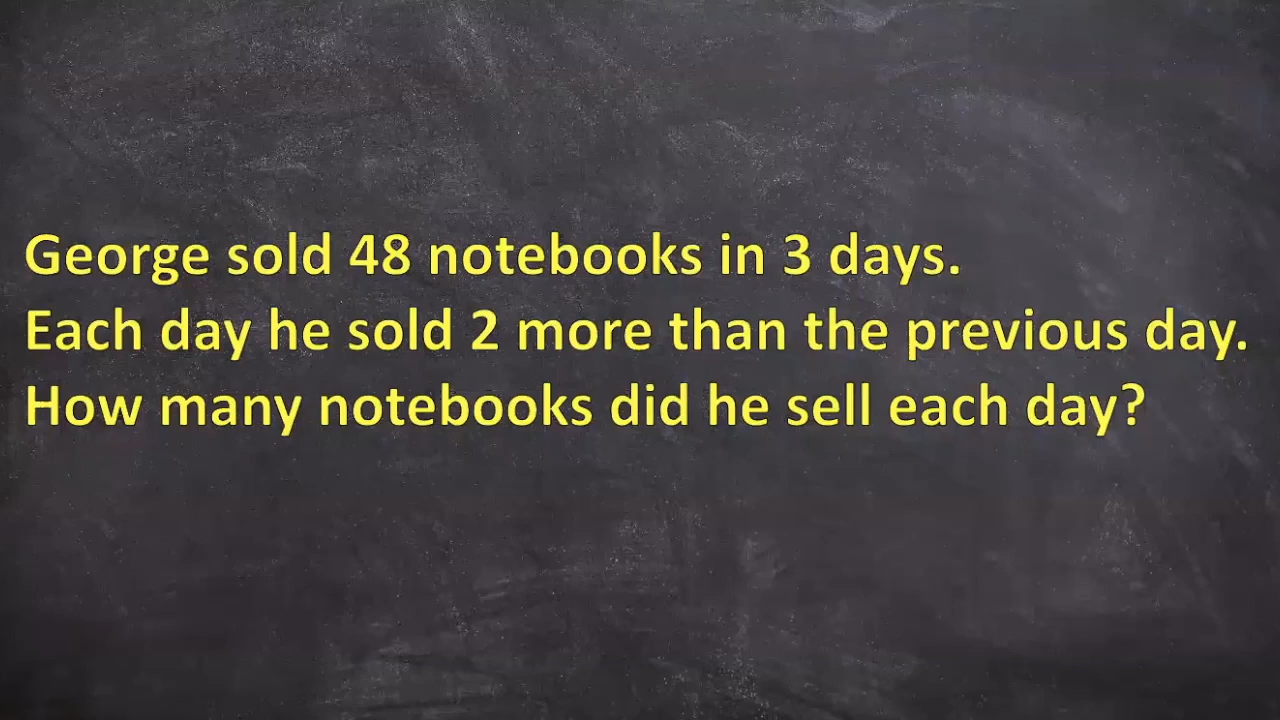 George sold 48 notebooks in 3 days.
Each day he sold 2 more than the previous day.
How many notebooks did he sell each day?